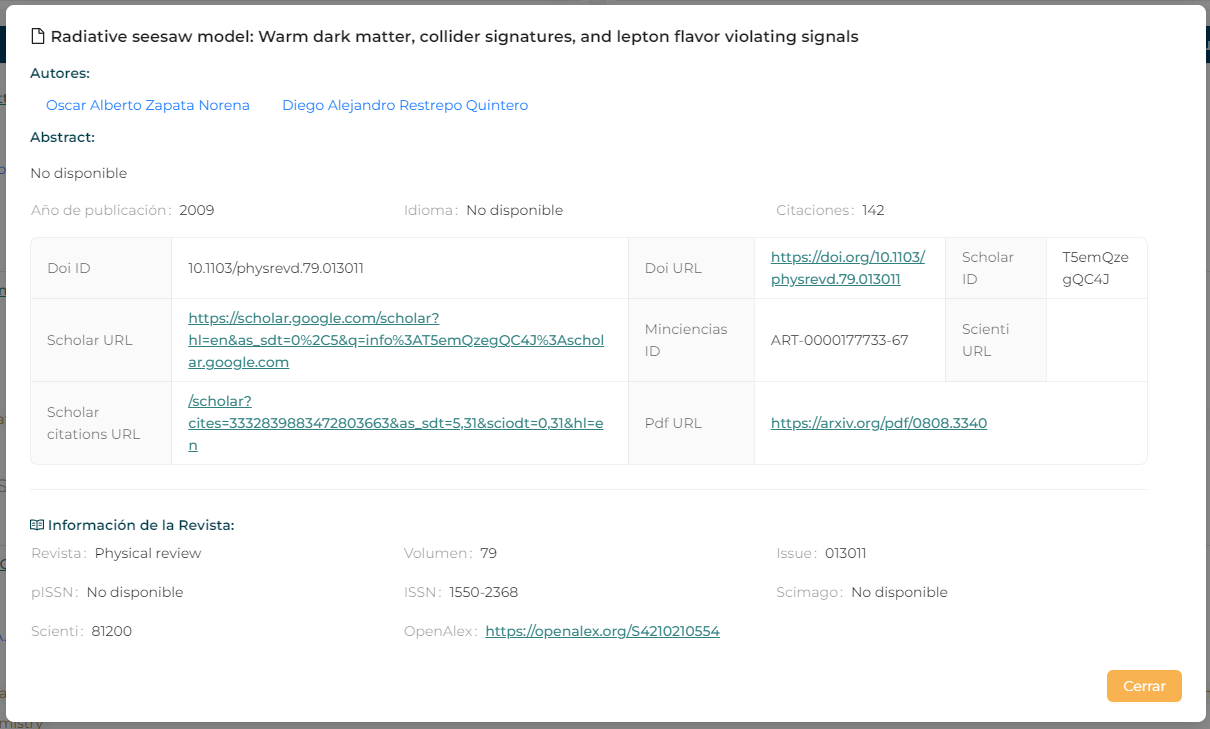 Radiative seesaw model: Warm dark matter, collider signatures, and lepton flavor violating signals
Autores:
Oscar Alberto Zapata Norena Diego Alejandro Restrepo Quintero
Abstract:
No disponible
Año de publicación: 2009 Idioma: No disponible Citaciones: 142
Doi ID
10.1103/physrevd.79.013011
Doi URL
https://doi.org/10.1103/
physrevd.79.013011
Scholar
ID
T5emQze
gQC4J
Scholar URL
https://scholar.google.com/scholar?
hl=en&as_sdt=0%2C5&q=info%3AT5emQzegQC4J%3Aschol
ar.google.com
Minciencias
ID
ART-0000177733-67
Scienti
URL
Scholar
citations URL
/scholar?
cites=3332839883472803663&as_sdt=5,31&sciodt=0,31&hl=e
n
Pdf URL
https://arxiv.org/pdf/0808.3340
Información de la Revista:
Revista: Physical review Volumen: 79 Issue: 013011
pISSN: No disponible ISSN: 1550-2368 Scimago: No disponible
Scienti: 81200 OpenAlex: https://openalex.org/S4210210554
Cerrar